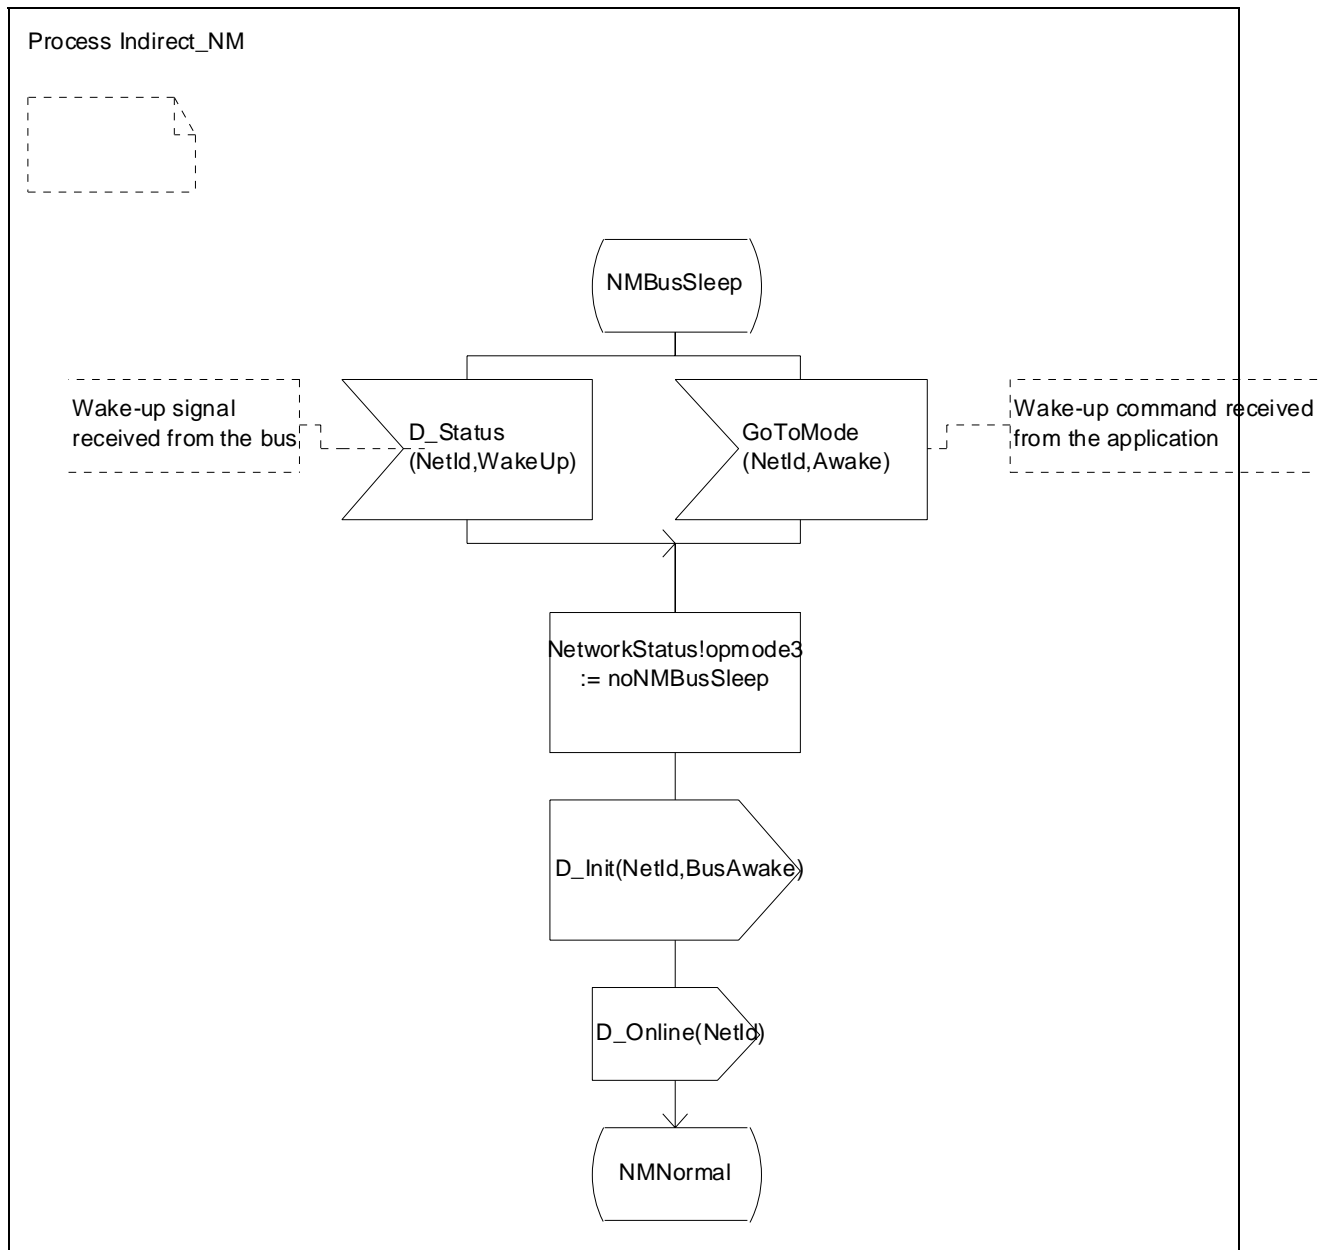 Process Indirect_NM
NMBusSleep
Wake-up signal
received from the bus
D_Status
(NetId,WakeUp)
GoToMode
(NetId,Awake)
Wake-up command received
from the application
NetworkStatus!opmode3
:= noNMBusSleep
D_Init(NetId,BusAwake)
D_Online(NetId)
NMNormal